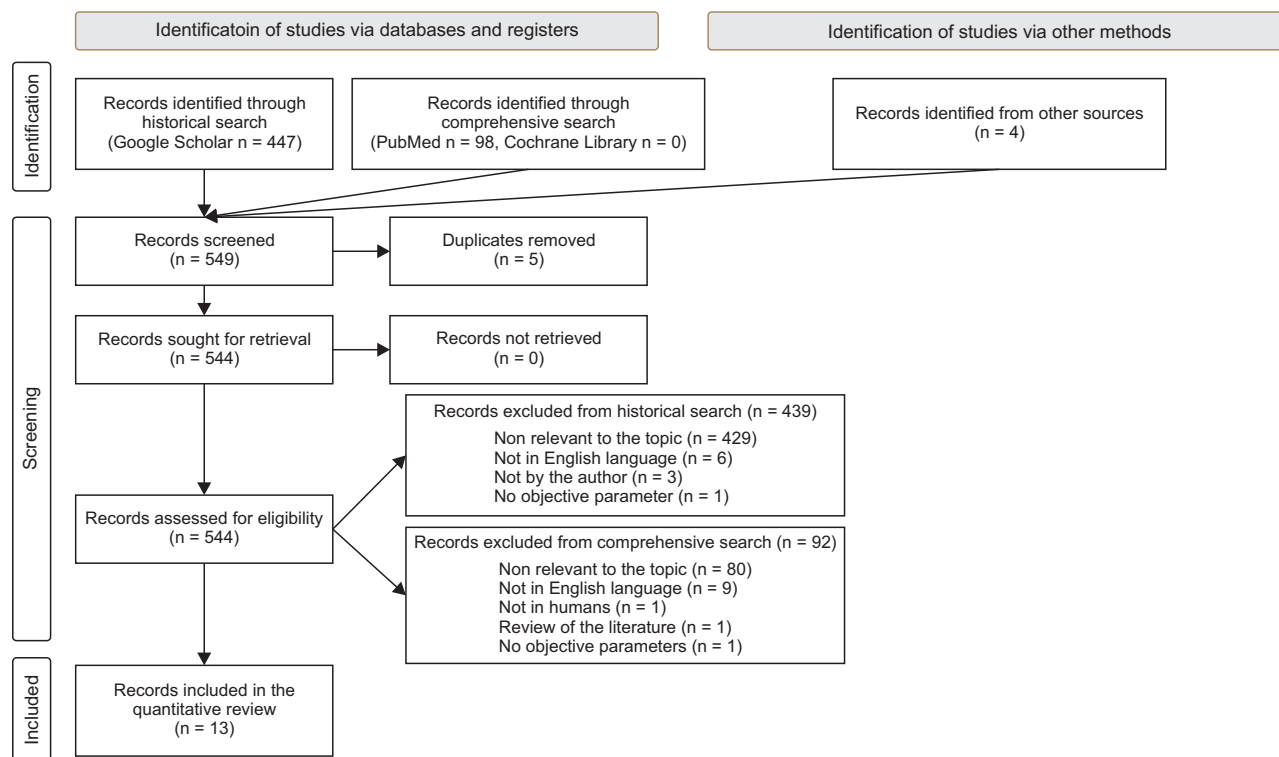 Identificatoin of studies via databases and registers
Identification of studies via other methods
Identification
Records identified through
historical search
(Google Scholar n = 447)
Records identified through
comprehensive search
(PubMed n = 98, Cochrane Library n = 0)
Records identified from other sources
(n = 4)
Screening
Records screened
(n = 549)
Duplicates removed
(n = 5)
Records sought for retrieval
(n = 544)
Records not retrieved
(n = 0)
Records assessed for eligibility
(n = 544)
Records excluded from historical search (n = 439)
Non relevant to the topic (n = 429)
Not in English language (n = 6)
Not by the author (n = 3)
No objective parameter (n = 1)
Records excluded from comprehensive search (n = 92)
Non relevant to the topic (n = 80)
Not in English language (n = 9)
Not in humans (n = 1)
Review of the literature (n = 1)
No objective parameters (n = 1)
Included
Records included in the
quantitative review
(n = 13)